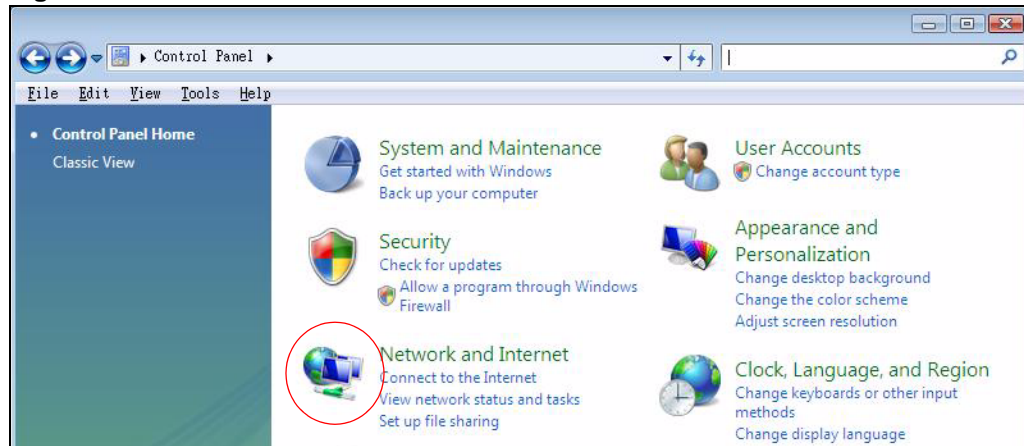 Control Panel
File Edit View Tools Help
Control Panel Home
Classic View
System and Maintenance
Get started with Windows
Back up your computer
Security
Check for updates
Allow a program through Windows
Firewall
Network and Internet
Connect to the Internet
View network status and tasks
Set up file sharing
User Accounts
Change account type
Appearance and
Personalization
Change desktop background
Change the color scheme
Adjust screen resolution
Clock, Language, and Region
Change keyboards or other input
methods
Change display language